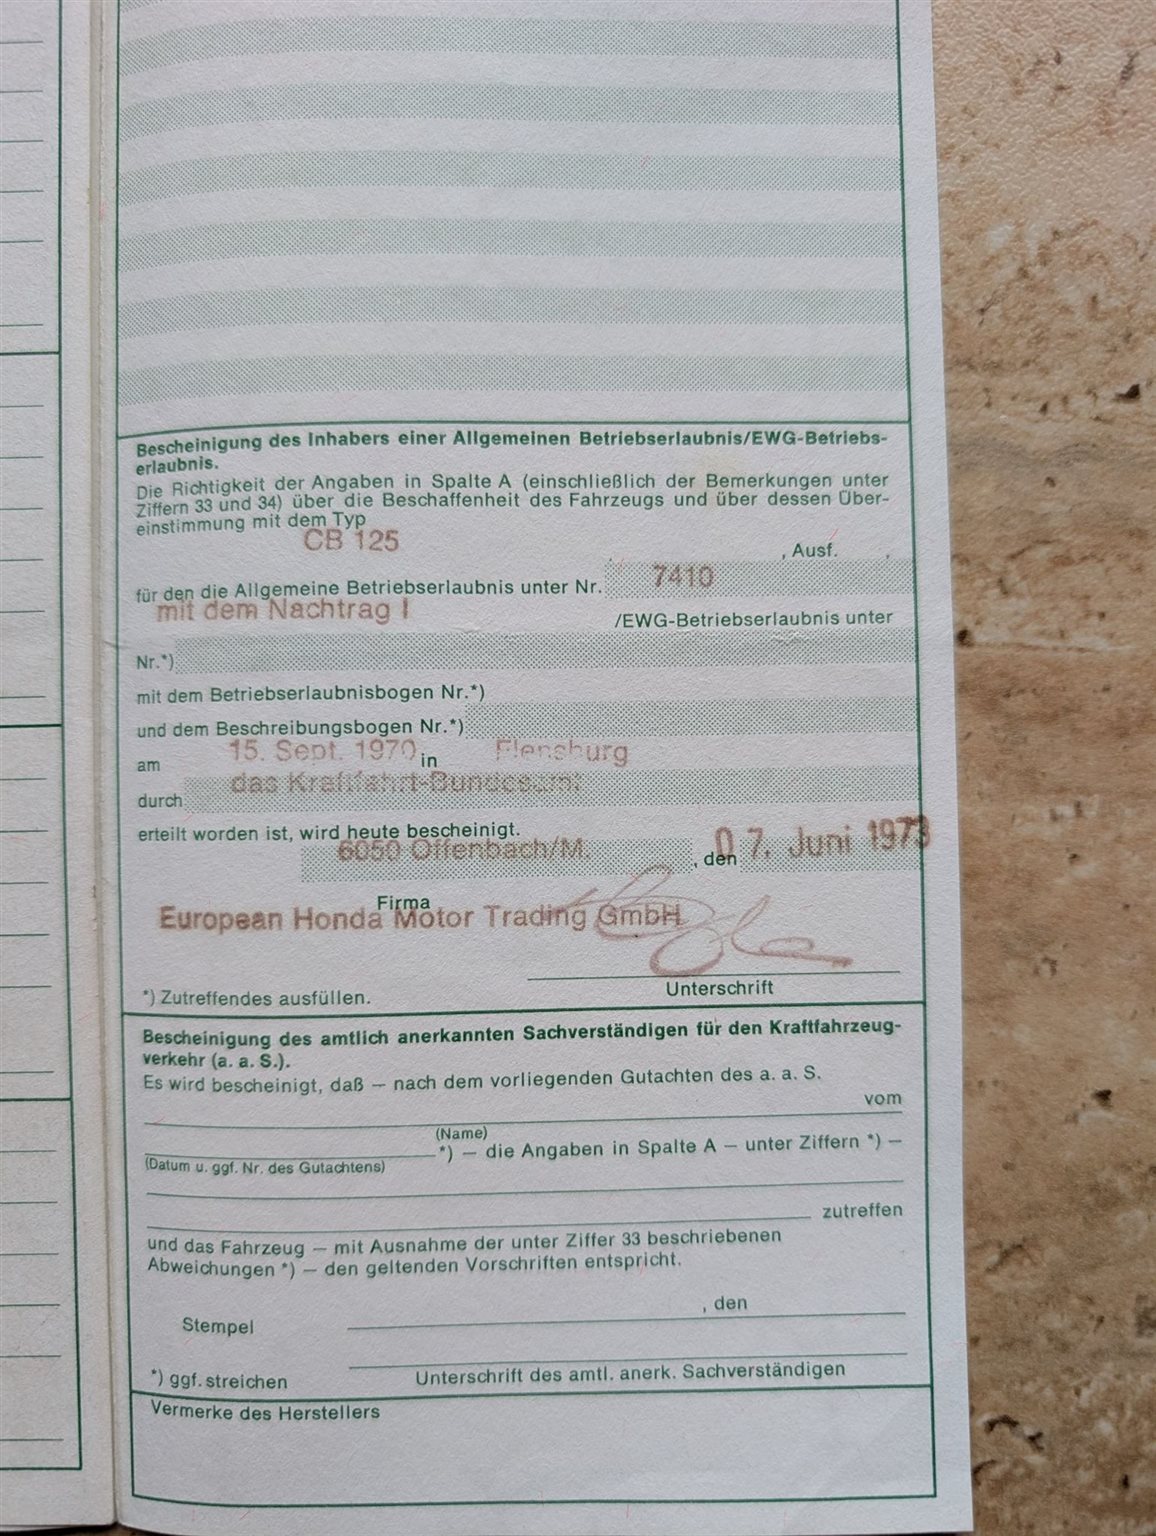 Bescheinigung des Inhabers einer Allgemeinen Betriebserlaubnis/EWG-Betriebs-
erlaubnis.
Die Richtigkeit der Angaben in Spalte A (einschließlich der Bemerkungen unter
Ziffern 33 und 34) über die Beschaffenheit des Fahrzeugs und über dessen Über-
einstimmung mit dem Typ
CB 125
, Ausf. ,
für den die Allgemeine Betriebserlaubnis unter Nr. 7410
mit dem Nachtrag I
/EWG-Betriebserlaubnis unter
Nr.*)
mit dem Betriebserlaubnisbogen Nr.*)
und dem Beschreibungsbogen Nr.*)
am 15. Sept. 1970 in Flensburg
durch das Kraftfahrt-Bundesamt
erteilt worden ist, wird heute bescheinigt.
6050 Offenbach/M. , den 07. Juni 1973
Firma
European Honda Motor Trading GmbH
Unterschrift
*) Zutreffendes ausfüllen.
Bescheinigung des amtlich anerkannten Sachverständigen für den Kraftfahrzeug-
verkehr (a. a. S.).
Es wird bescheinigt, daß – nach dem vorliegenden Gutachten des a. a. S.
vom
(Name)
*) – die Angaben in Spalte A – unter Ziffern *) –
(Datum u. ggf. Nr. des Gutachtens)
zutreffen
und das Fahrzeug – mit Ausnahme der unter Ziffer 33 beschriebenen
Abweichungen *) – den geltenden Vorschriften entspricht.
, den
Stempel
*) ggf. streichen
Unterschrift des amtl. anerk. Sachverständigen
Vermerke des Herstellers